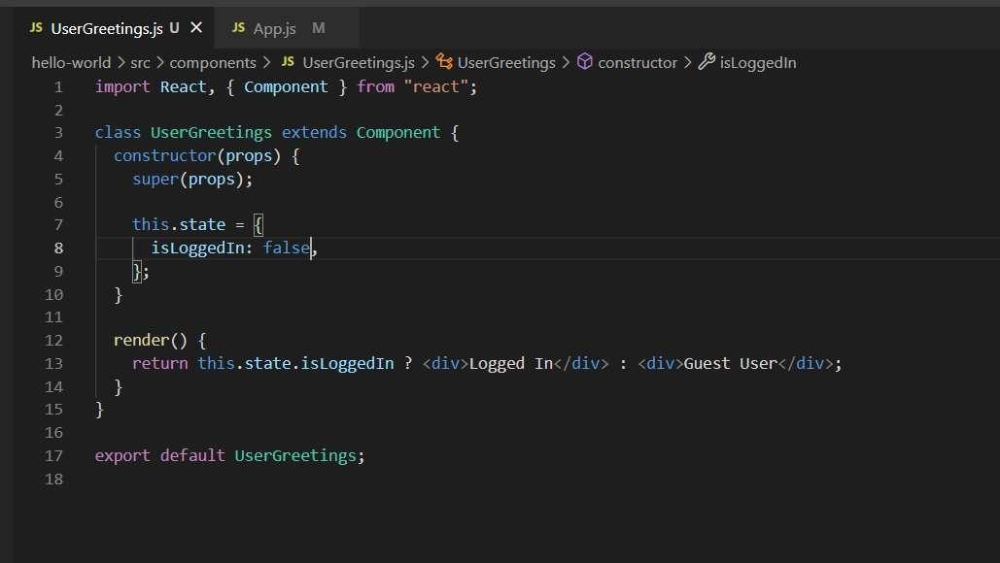 JS UserGreetings.js U × JS App.js M
hello-world > src > components > JS UserGreetings.js > UserGreetings > constructor > isLoggedIn
1 import React, { Component } from "react";
2
3 class UserGreetings extends Component {
4   constructor(props) {
5     super(props);
6
7     this.state = {
8       isLoggedIn: false,
9     };
10   }
11
12   render() {
13     return this.state.isLoggedIn ? <div>Logged In</div> : <div>Guest User</div>;
14   }
15 }
16
17 export default UserGreetings;
18